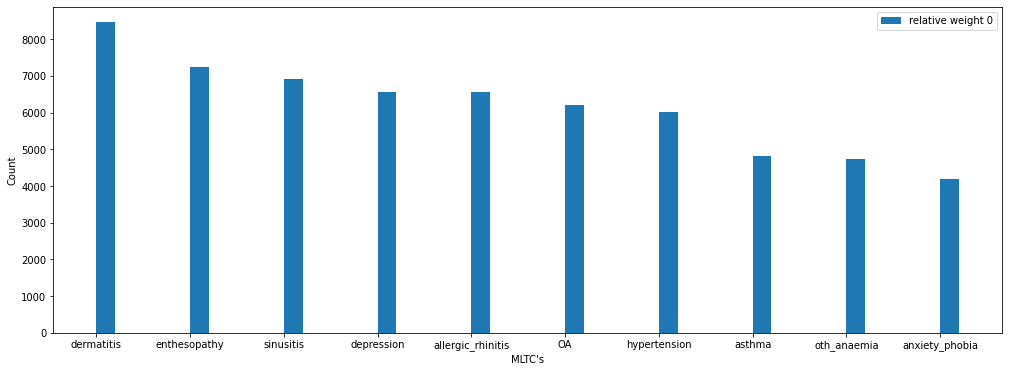 relative weight 0
8000
7000
6000
5000
4000
3000
2000
1000
0
Count
dermatitis enthesopathy sinusitis depression allergic_rhinitis OA hypertension asthma oth_anaemia anxiety_phobia
MLTC's